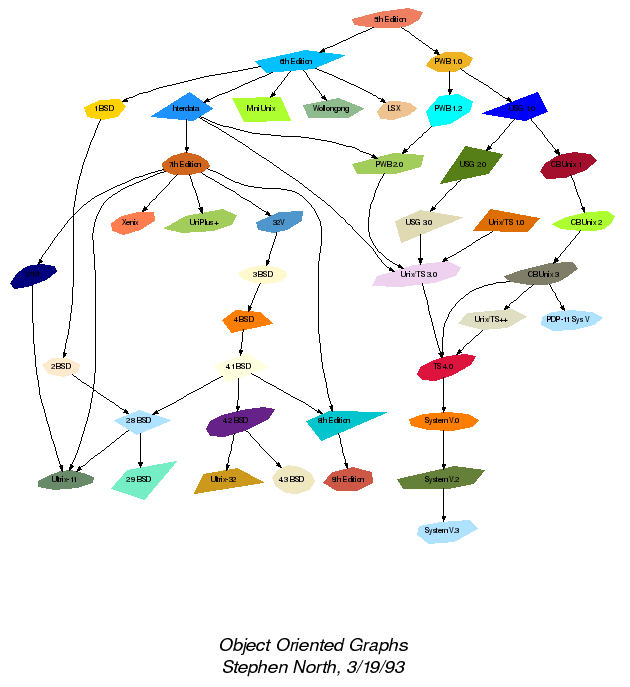 5th Edition
6th Edition
PWB 1.0
1 BSD
Interdata
Mini Unix
Wollongong
LSX
PWB 1.2
USG 1.0
7th Edition
PWB 2.0
USG 2.0
CB Unix 1
Xenix
UniPlus+
32V
USG 3.0
Unix/TS 1.0
CB Unix 2
3 BSD
Unix/TS 3.0
CB Unix 3
4 BSD
Unix/TS++
PDP-11 Sys V
2 BSD
4.1 BSD
TS 4.0
2.8 BSD
4.2 BSD
8th Edition
System V.0
Ultrix-11
2.9 BSD
Ultrix-32
4.3 BSD
9th Edition
System V.2
System V.3
Object Oriented Graphs
Stephen North, 3/19/93